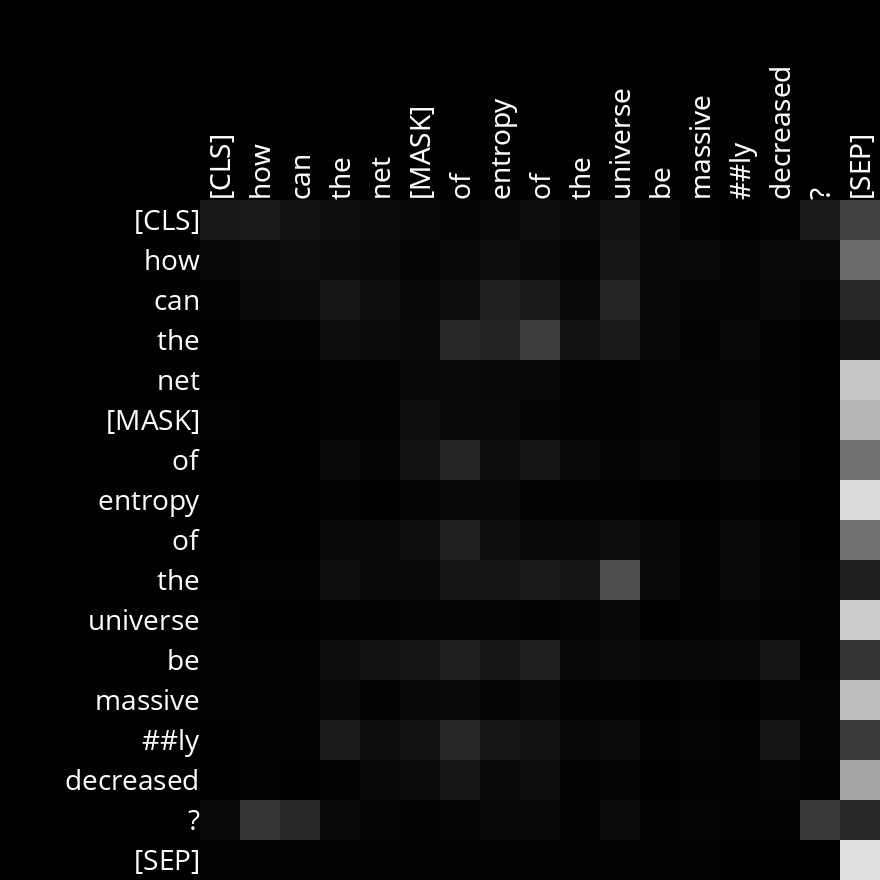 [CLS] how can the net [MASK] of entropy of the universe be massive ##ly decreased ? [SEP]
[CLS]
how
can
the
net
[MASK]
of
entropy
of
the
universe
be
massive
##ly
decreased
?
[SEP]